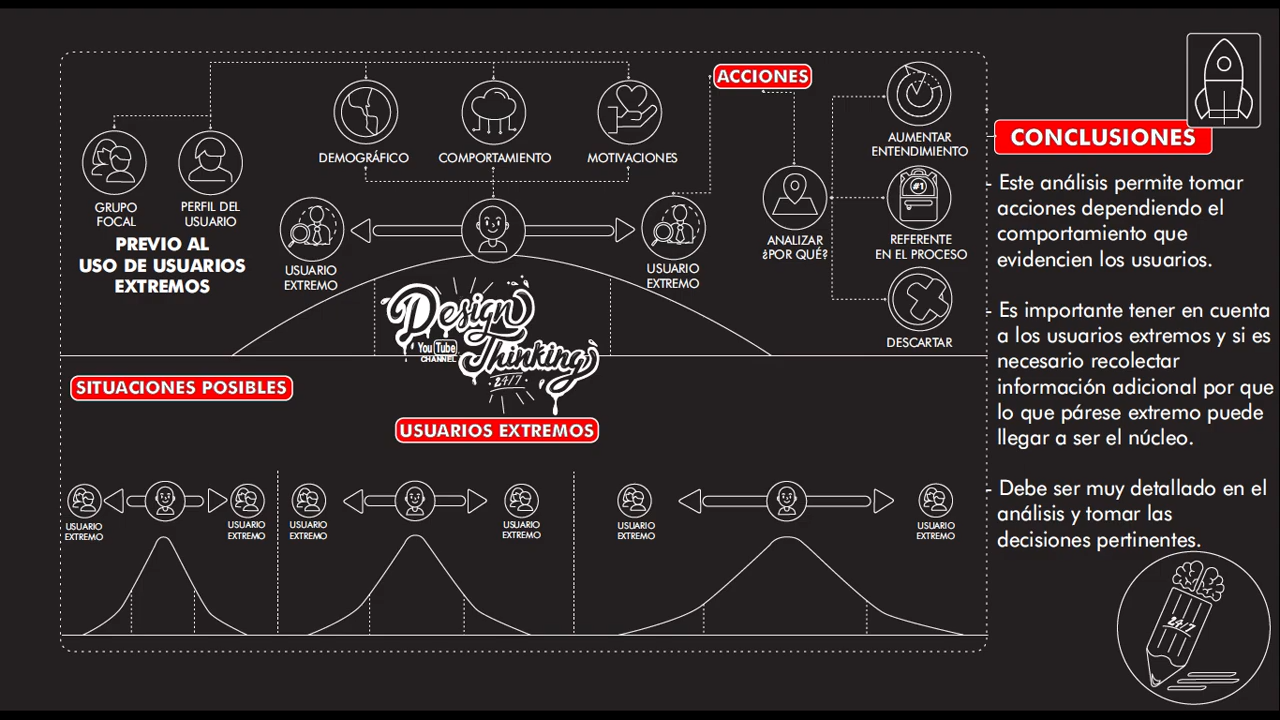 GRUPO
FOCAL
PERFIL DEL
USUARIO
PREVIO AL
USO DE USUARIOS
EXTREMOS
DEMOGRÁFICO
COMPORTAMIENTO
MOTIVACIONES
USUARIO
EXTREMO
USUARIO
EXTREMO
ACCIONES
ANALIZAR
¿POR QUÉ?
AUMENTAR
ENTENDIMIENTO
#1
REFERENTE
EN EL PROCESO
DESCARTAR
Design
Thinking
You Tube
CHANNEL
24/7
SITUACIONES POSIBLES
USUARIOS EXTREMOS
USUARIO
EXTREMO
USUARIO
EXTREMO
USUARIO
EXTREMO
USUARIO
EXTREMO
USUARIO
EXTREMO
USUARIO
EXTREMO
CONCLUSIONES
- Este análisis permite tomar
acciones dependiendo el
comportamiento que
evidencien los usuarios.
- Es importante tener en cuenta
a los usuarios extremos y si es
necesario recolectar
información adicional por que
lo que párese extremo puede
llegar a ser el núcleo.
- Debe ser muy detallado en el
análisis y tomar las
decisiones pertinentes.
24/7